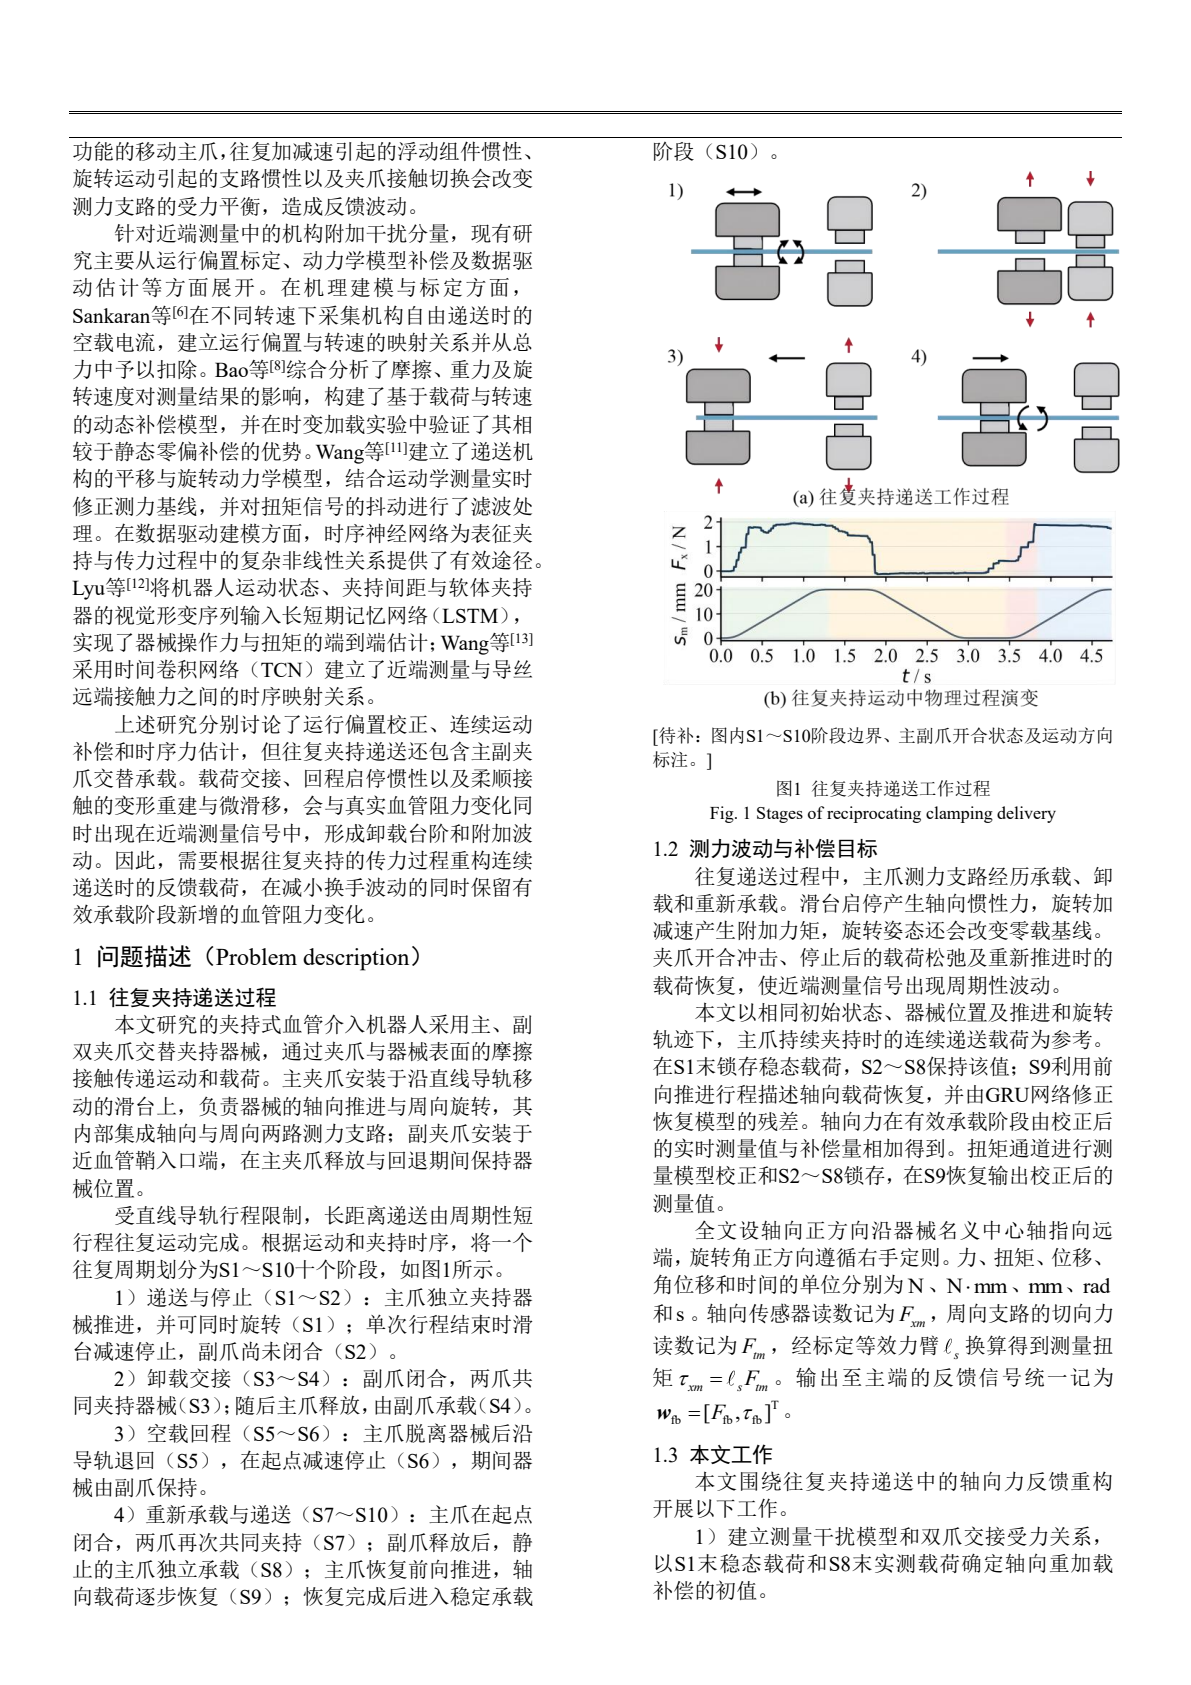 功能的移动主爪,往复加减速引起的浮动组件惯性、
旋转运动引起的支路惯性以及夹爪接触切换会改变
测力支路的受力平衡，造成反馈波动。
针对近端测量中的机构附加干扰分量，现有研
究主要从运行偏置标定、动力学模型补偿及数据驱
动估计等方面展开。在机理建模与标定方面，
Sankaran等[6]在不同转速下采集机构自由递送时的
空载电流，建立运行偏置与转速的映射关系并从总
力中予以扣除。Bao等[8]综合分析了摩擦、重力及旋
转速度对测量结果的影响，构建了基于载荷与转速
的动态补偿模型，并在时变加载实验中验证了其相
较于静态零偏补偿的优势。Wang等[11]建立了递送机
构的平移与旋转动力学模型，结合运动学测量实时
修正测力基线，并对扭矩信号的抖动进行了滤波处
理。在数据驱动建模方面，时序神经网络为表征夹
持与传力过程中的复杂非线性关系提供了有效途径。
Lyu等[12]将机器人运动状态、夹持间距与软体夹持
器的视觉形变序列输入长短期记忆网络（LSTM），
实现了器械操作力与扭矩的端到端估计；Wang等[13]
采用时间卷积网络（TCN）建立了近端测量与导丝
远端接触力之间的时序映射关系。
上述研究分别讨论了运行偏置校正、连续运动
补偿和时序力估计，但往复夹持递送还包含主副夹
爪交替承载。载荷交接、回程启停惯性以及柔顺接
触的变形重建与微滑移，会与真实血管阻力变化同
时出现在近端测量信号中，形成卸载台阶和附加波
动。因此，需要根据往复夹持的传力过程重构连续
递送时的反馈载荷，在减小换手波动的同时保留有
效承载阶段新增的血管阻力变化。
1 问题描述（Problem description）
1.1 往复夹持递送过程
本文研究的夹持式血管介入机器人采用主、副
双夹爪交替夹持器械，通过夹爪与器械表面的摩擦
接触传递运动和载荷。主夹爪安装于沿直线导轨移
动的滑台上，负责器械的轴向推进与周向旋转，其
内部集成轴向与周向两路测力支路；副夹爪安装于
近血管鞘入口端，在主夹爪释放与回退期间保持器
械位置。
受直线导轨行程限制，长距离递送由周期性短
行程往复运动完成。根据运动和夹持时序，将一个
往复周期划分为S1～S10十个阶段，如图1所示。
1）递送与停止（S1～S2）：主爪独立夹持器
械推进，并可同时旋转（S1）；单次行程结束时滑
台减速停止，副爪尚未闭合（S2）。
2）卸载交接（S3～S4）：副爪闭合，两爪共
同夹持器械（S3）；随后主爪释放，由副爪承载（S4）。
3）空载回程（S5～S6）：主爪脱离器械后沿
导轨退回（S5），在起点减速停止（S6），期间器
械由副爪保持。
4）重新承载与递送（S7～S10）：主爪在起点
闭合，两爪再次共同夹持（S7）；副爪释放后，静
止的主爪独立承载（S8）；主爪恢复前向推进，轴
向载荷逐步恢复（S9）；恢复完成后进入稳定承载
阶段（S10）。
1)
2)
3)
4)
(a) 往复夹持递送工作过程
Fx / N
2
1
0
sm / mm
20
10
0
0.0 0.5 1.0 1.5 2.0 2.5 3.0 3.5 4.0 4.5
t / s
(b) 往复夹持运动中物理过程演变
[待补：图内S1～S10阶段边界、主副爪开合状态及运动方向
标注。]
图1 往复夹持递送工作过程
Fig. 1 Stages of reciprocating clamping delivery
1.2 测力波动与补偿目标
往复递送过程中，主爪测力支路经历承载、卸
载和重新承载。滑台启停产生轴向惯性力，旋转加
减速产生附加力矩，旋转姿态还会改变零载基线。
夹爪开合冲击、停止后的载荷松弛及重新推进时的
载荷恢复，使近端测量信号出现周期性波动。
本文以相同初始状态、器械位置及推进和旋转
轨迹下，主爪持续夹持时的连续递送载荷为参考。
在S1末锁存稳态载荷，S2～S8保持该值；S9利用前
向推进行程描述轴向载荷恢复，并由GRU网络修正
恢复模型的残差。轴向力在有效承载阶段由校正后
的实时测量值与补偿量相加得到。扭矩通道进行测
量模型校正和S2～S8锁存，在S9恢复输出校正后的
测量值。
全文设轴向正方向沿器械名义中心轴指向远
端，旋转角正方向遵循右手定则。力、扭矩、位移、
角位移和时间的单位分别为 N 、N·mm、mm、rad
和s 。轴向传感器读数记为 Fxm ，周向支路的切向力
读数记为 Ftm ，经标定等效力臂 ℓs 换算得到测量扭
矩 τxm = ℓsFtm 。输出至主端的反馈信号统一记为
wfb =[Ffb ,τfb]T 。
1.3 本文工作
本文围绕往复夹持递送中的轴向力反馈重构
开展以下工作。
1）建立测量干扰模型和双爪交接受力关系，
以S1末稳态载荷和S8末实测载荷确定轴向重加载
补偿的初值。